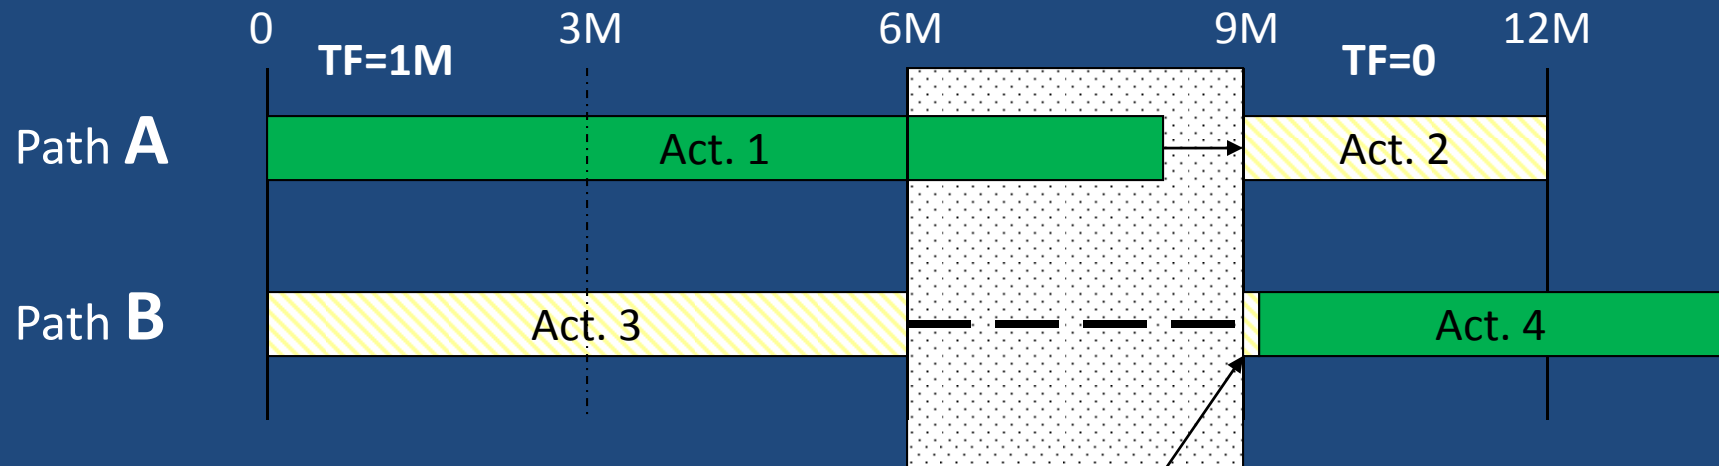 0 3M 6M 9M 12M
TF=1M TF=0
Path A Act. 1 Act. 2
Path B Act. 3 Act. 4